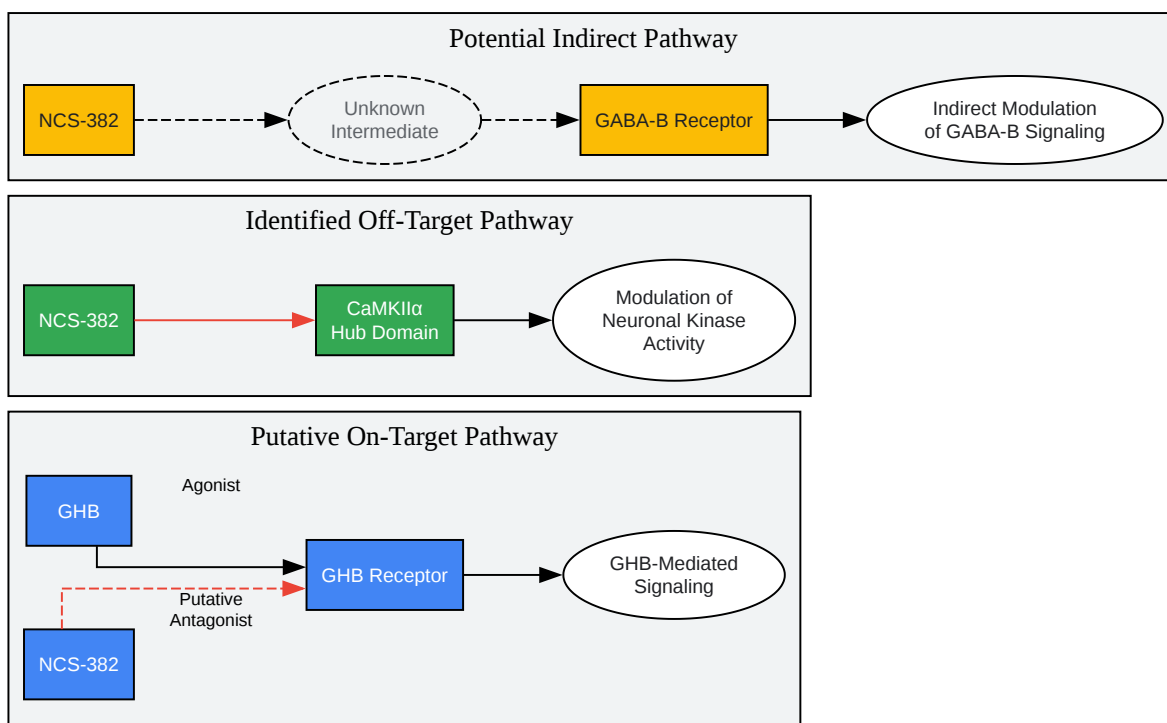 Potential Indirect Pathway
NCS-382
Unknown
Intermediate
GABA-B Receptor
Indirect Modulation
of GABA-B Signaling
Identified Off-Target Pathway
NCS-382
CaMKIIα
Hub Domain
Modulation of
Neuronal Kinase
Activity
Putative On-Target Pathway
GHB
Agonist
GHB Receptor
GHB-Mediated
Signaling
Putative
Antagonist
NCS-382